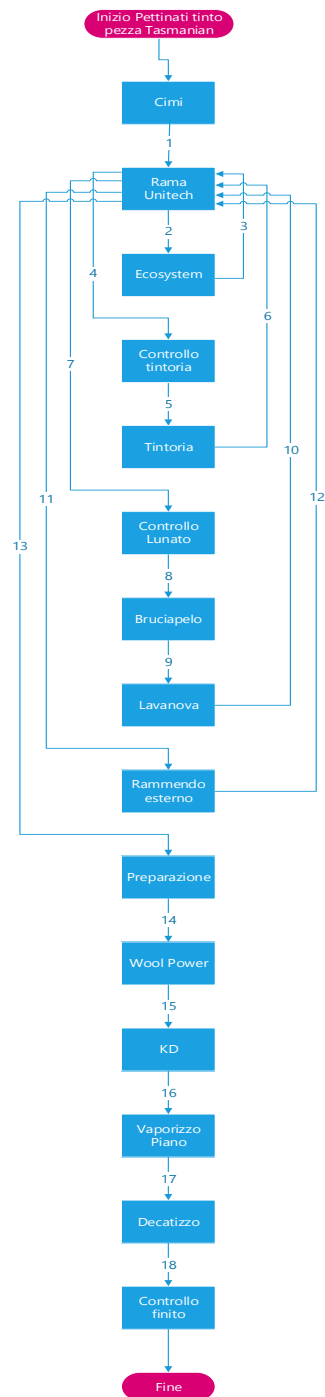 Inizio Pettinati tinto
pezza Tasmanian
Cimi
1
Rama
Unitech
2
3
Ecosystem
4
6
Controllo
tintoria
7
5
Tintoria
10
11
12
Controllo
Lunato
13
8
Bruciapelo
9
Lavanova
Rammendo
esterno
Preparazione
14
Wool Power
15
KD
16
Vaporizzo
Piano
17
Decatizzo
18
Controllo
finito
Fine